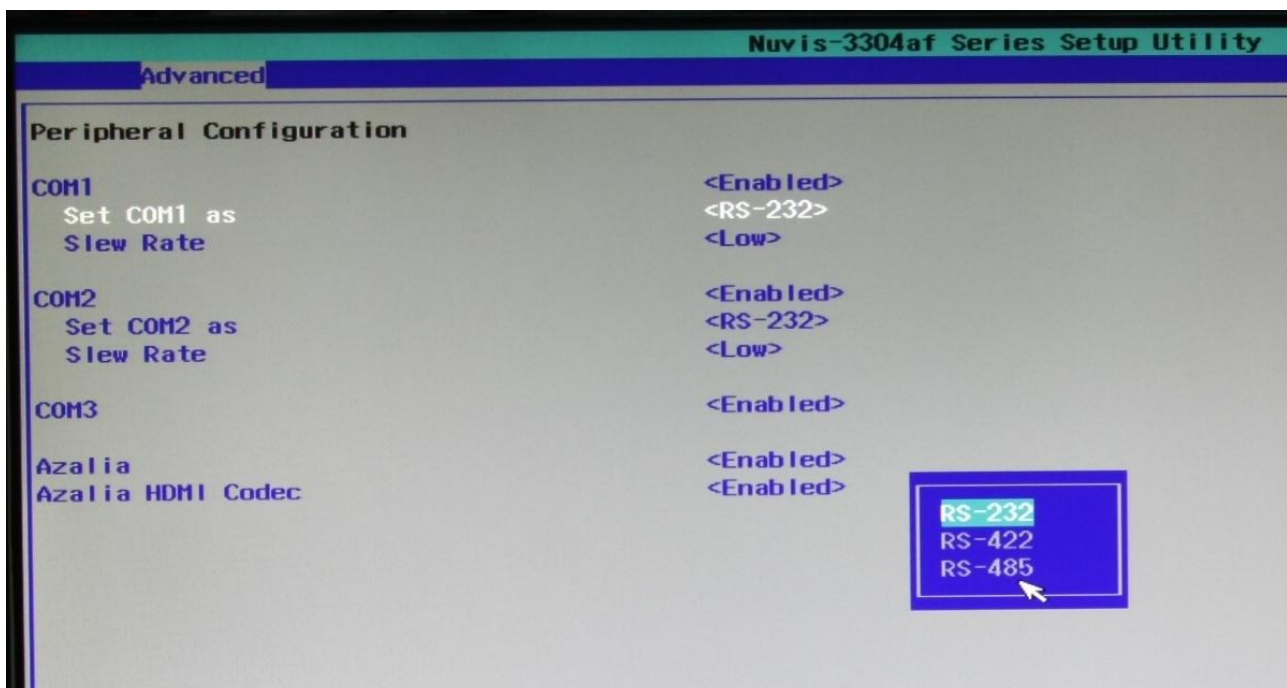 Nuvis-3304af Series Setup Utility
Advanced
Peripheral Configuration
COM1 <Enabled>
Set COM1 as <RS-232>
Slew Rate <Low>
COM2 <Enabled>
Set COM2 as <RS-232>
Slew Rate <Low>
COM3 <Enabled>
Azalia <Enabled>
Azalia HDMI Codec <Enabled>
RS-232
RS-422
RS-485